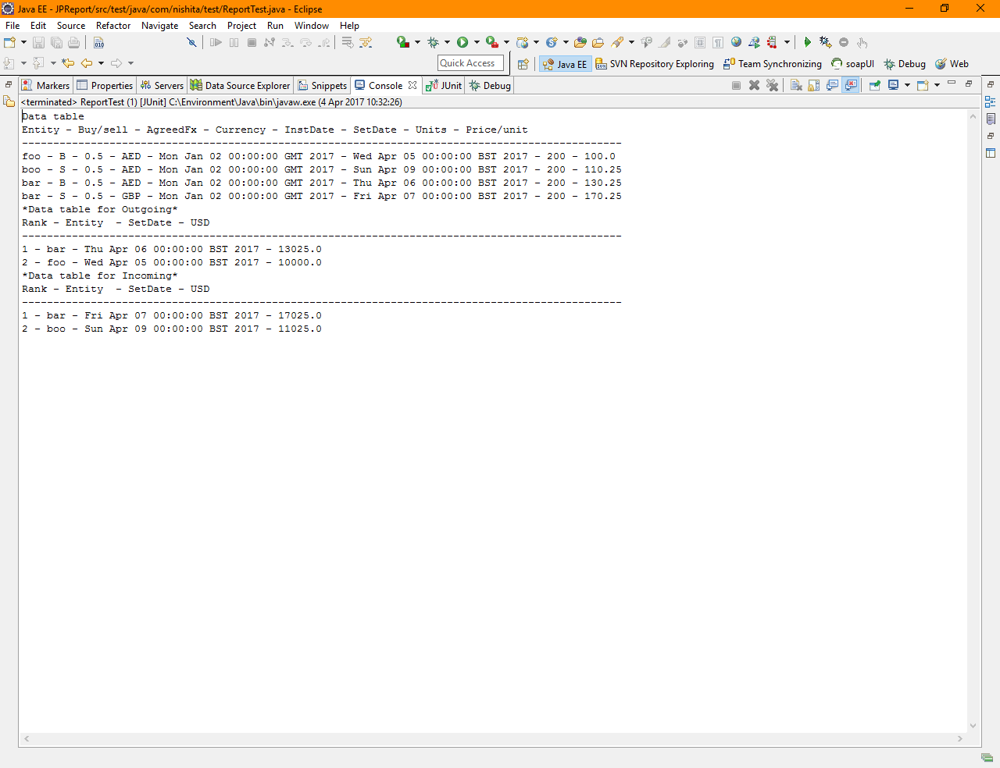 Java EE - JPReport/src/test/java/com/nishita/test/ReportTest.java - Eclipse
File Edit Source Refactor Navigate Search Project Run Window Help
Quick Access Java EE SVN Repository Exploring Team Synchronizing soapUI Debug Web
Markers Properties Servers Data Source Explorer Snippets Console JUnit Debug
<terminated> ReportTest (1) [JUnit] C:\Environment\Java\bin\javaw.exe (4 Apr 2017 10:32:26)
Data table
Entity - Buy/sell - AgreedFx - Currency - InstDate - SetDate - Units - Price/unit
------------------------------------------------------------------------------------------------
foo - B - 0.5 - AED - Mon Jan 02 00:00:00 GMT 2017 - Wed Apr 05 00:00:00 BST 2017 - 200 - 100.0
boo - S - 0.5 - AED - Mon Jan 02 00:00:00 GMT 2017 - Sun Apr 09 00:00:00 BST 2017 - 200 - 110.25
bar - B - 0.5 - AED - Mon Jan 02 00:00:00 GMT 2017 - Thu Apr 06 00:00:00 BST 2017 - 200 - 130.25
bar - S - 0.5 - GBP - Mon Jan 02 00:00:00 GMT 2017 - Fri Apr 07 00:00:00 BST 2017 - 200 - 170.25
*Data table for Outgoing*
Rank - Entity  - SetDate - USD
------------------------------------------------------------------------------------------------
1 - bar - Thu Apr 06 00:00:00 BST 2017 - 13025.0
2 - foo - Wed Apr 05 00:00:00 BST 2017 - 10000.0
*Data table for Incoming*
Rank - Entity  - SetDate - USD
------------------------------------------------------------------------------------------------
1 - bar - Fri Apr 07 00:00:00 BST 2017 - 17025.0
2 - boo - Sun Apr 09 00:00:00 BST 2017 - 11025.0